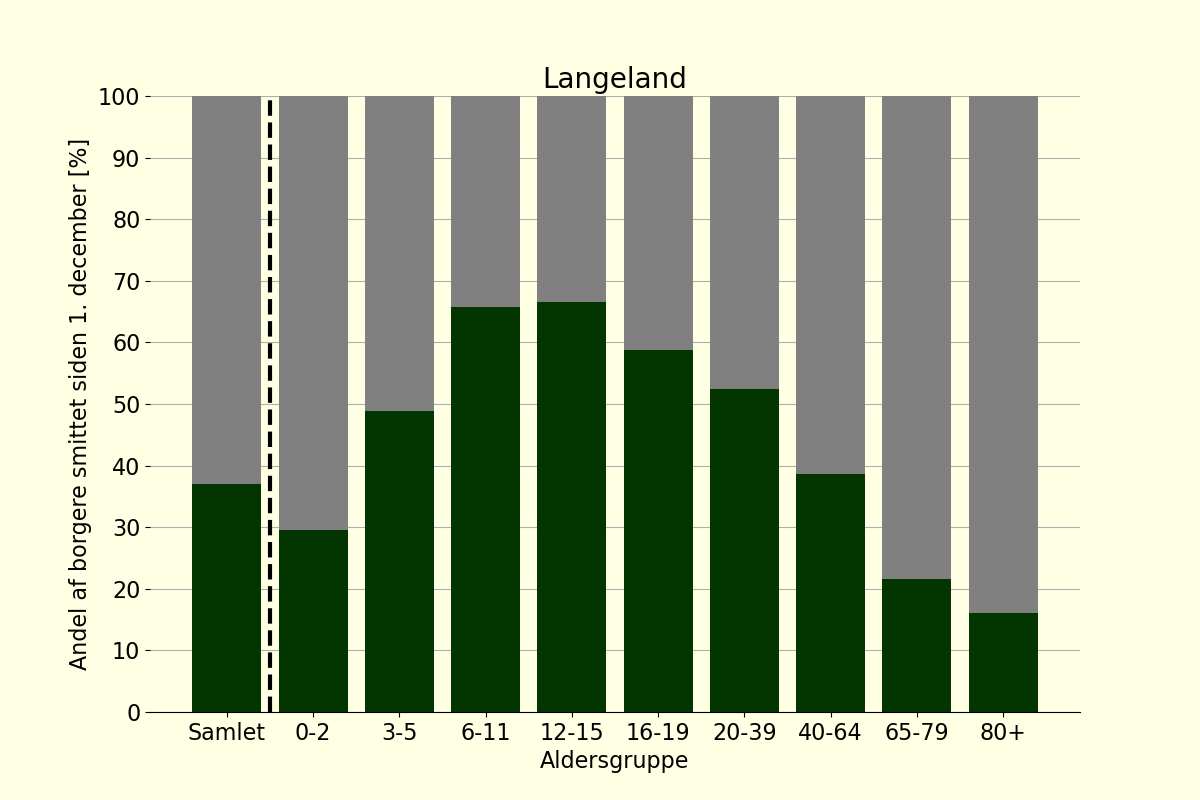 Langeland
Andel af borgere smittet siden 1. december [%]
100
90
80
70
60
50
40
30
20
10
0
Samlet 0-2 3-5 6-11 12-15 16-19 20-39 40-64 65-79 80+
Aldersgruppe